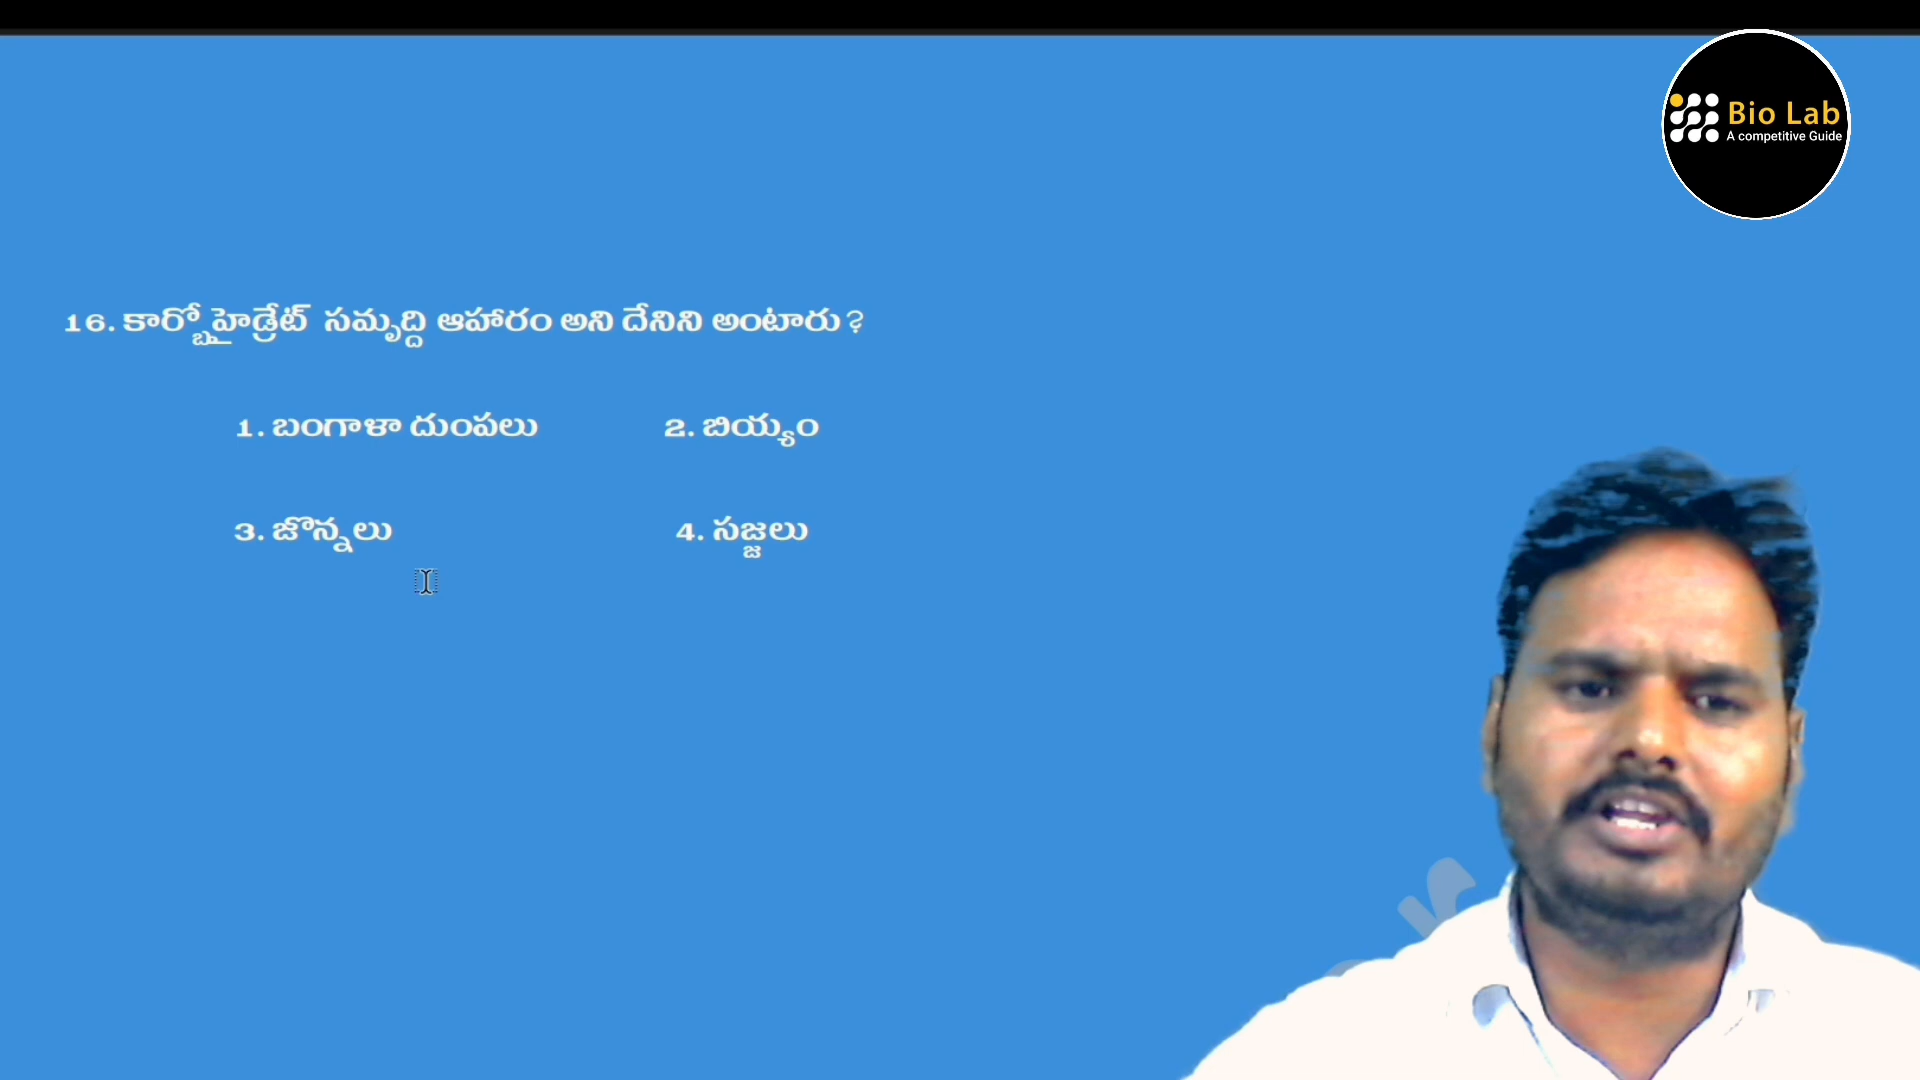 Bio Lab
A competitive Guide
16. కార్బోహైడ్రేట్ సమృద్ది ఆహారం అని దేనిని అంటారు?
1. బంగాళా దుంపలు 2. బియ్యం
3. జొన్నలు 4. సజ్జలు